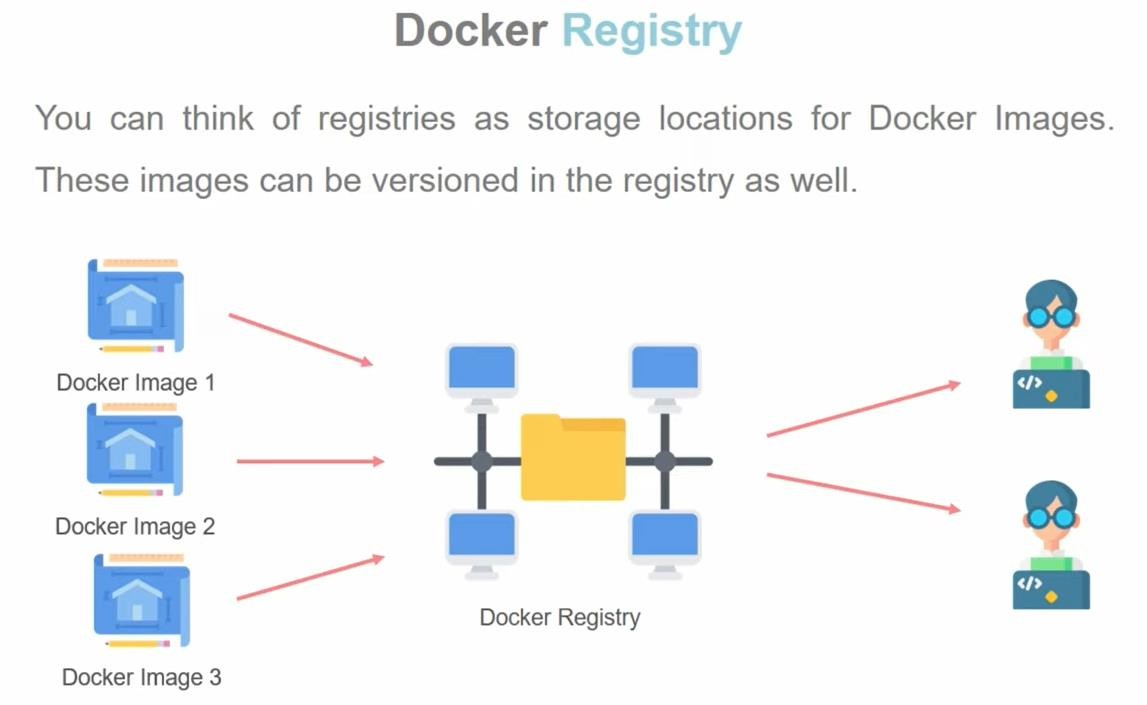 Docker Registry
You can think of registries as storage locations for Docker Images.
These images can be versioned in the registry as well.
Docker Image 1
Docker Image 2
Docker Image 3
Docker Registry
</>
</>